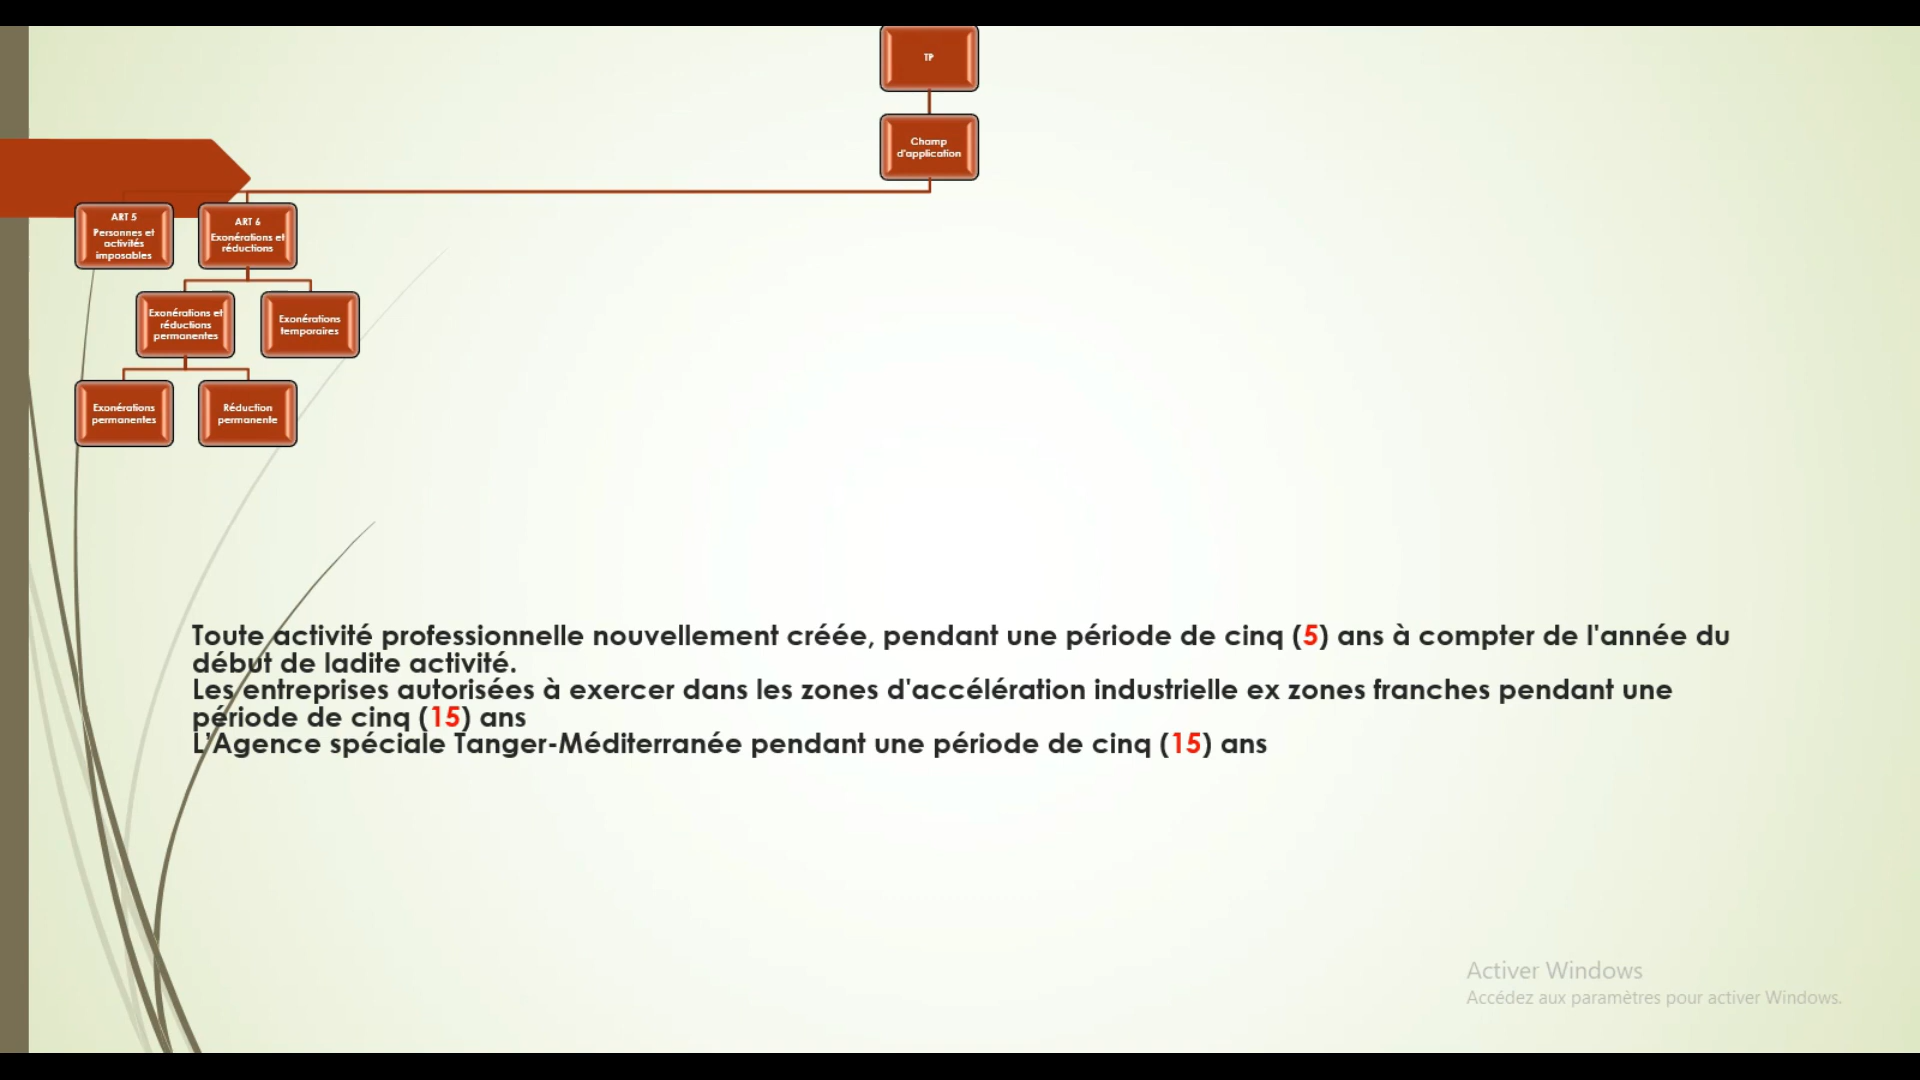 TP
Champ
d'application
ART 5
Personnes et
activités
imposables
ART 6
Exonérations et
réductions
Exonérations et
réductions
permanentes
Exonérations
temporaires
Exonérations
permanentes
Réduction
permanente
Toute activité professionnelle nouvellement créée, pendant une période de cinq (5) ans à compter de l'année du
début de ladite activité.
Les entreprises autorisées à exercer dans les zones d'accélération industrielle ex zones franches pendant une
période de cinq (15) ans
L'Agence spéciale Tanger-Méditerranée pendant une période de cinq (15) ans
Activer Windows
Accédez aux paramètres pour activer Windows.